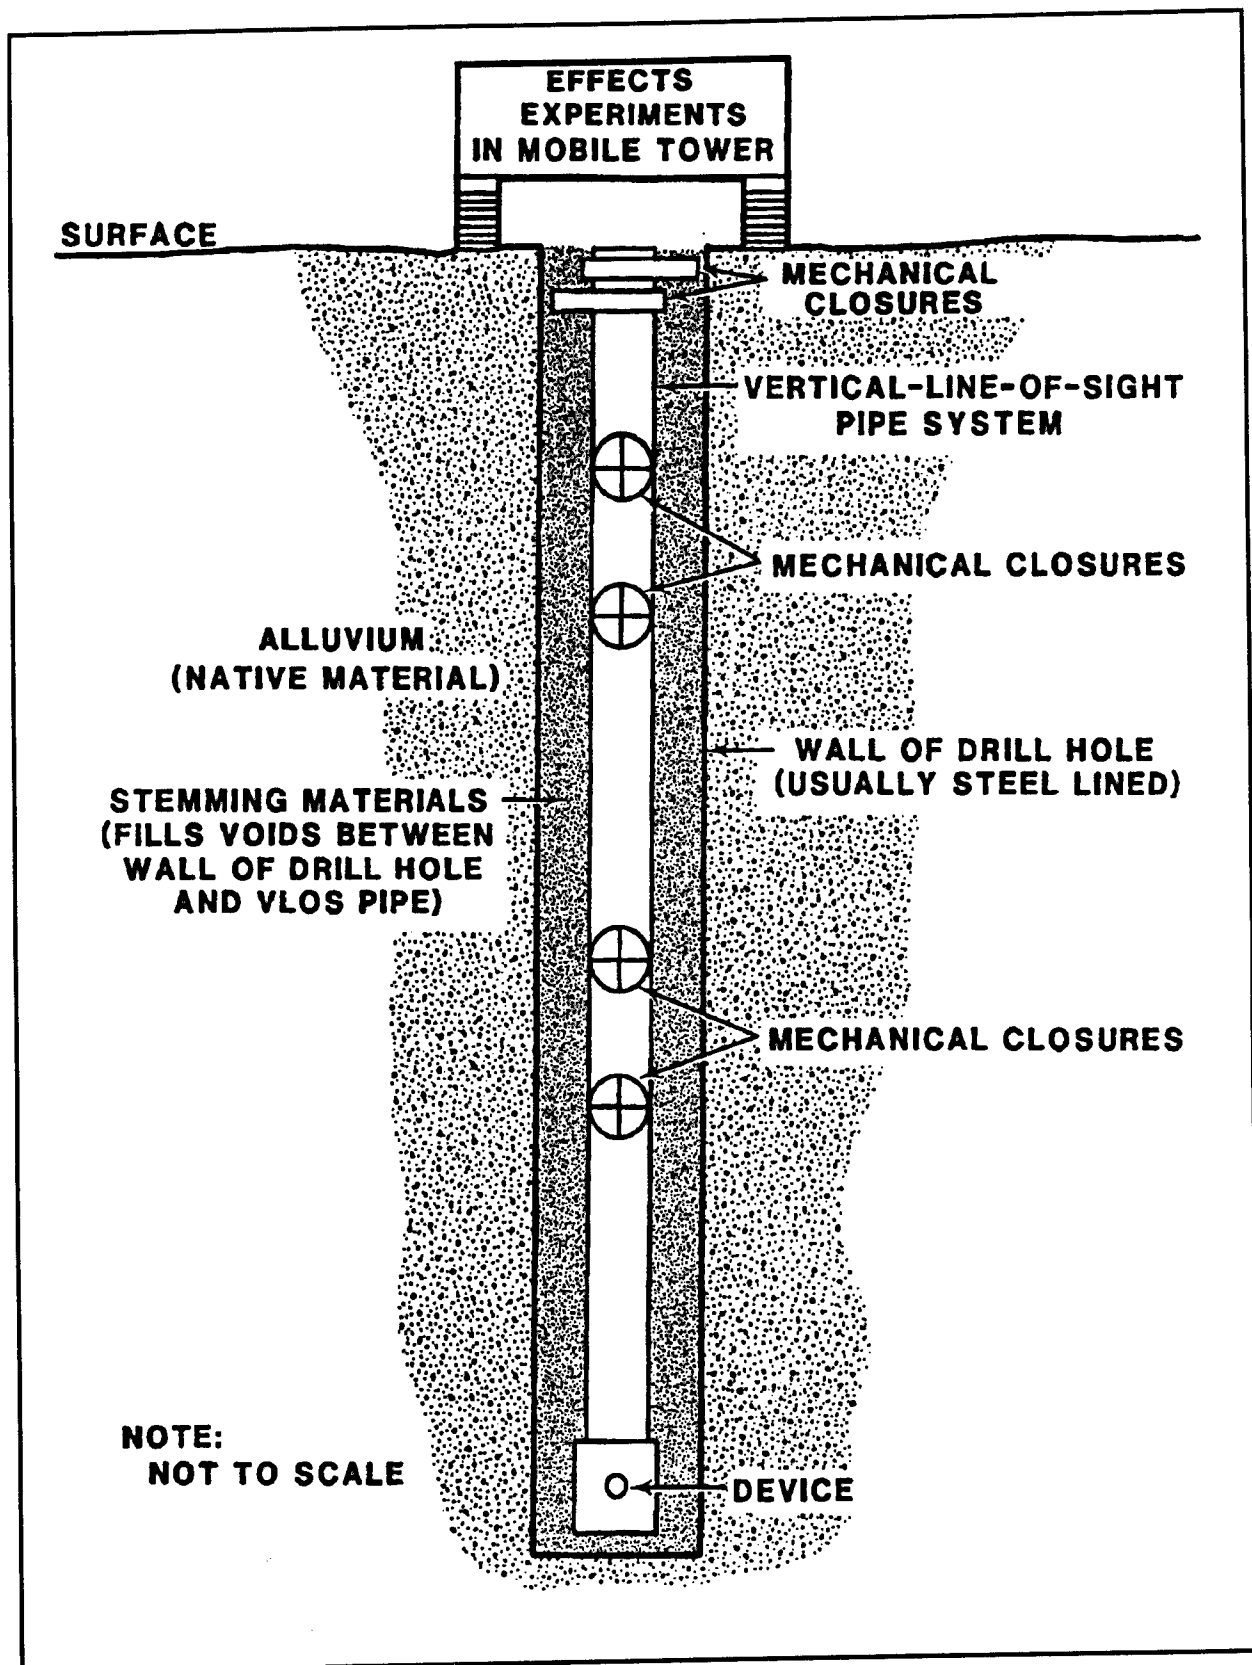 EFFECTS
EXPERIMENTS
IN MOBILE TOWER
SURFACE
MECHANICAL
CLOSURES
VERTICAL-LINE-OF-SIGHT
PIPE SYSTEM
MECHANICAL CLOSURES
ALLUVIUM
(NATIVE MATERIAL)
WALL OF DRILL HOLE
(USUALLY STEEL LINED)
STEMMING MATERIALS
(FILLS VOIDS BETWEEN
WALL OF DRILL HOLE
AND VLOS PIPE)
MECHANICAL CLOSURES
NOTE:
NOT TO SCALE
DEVICE